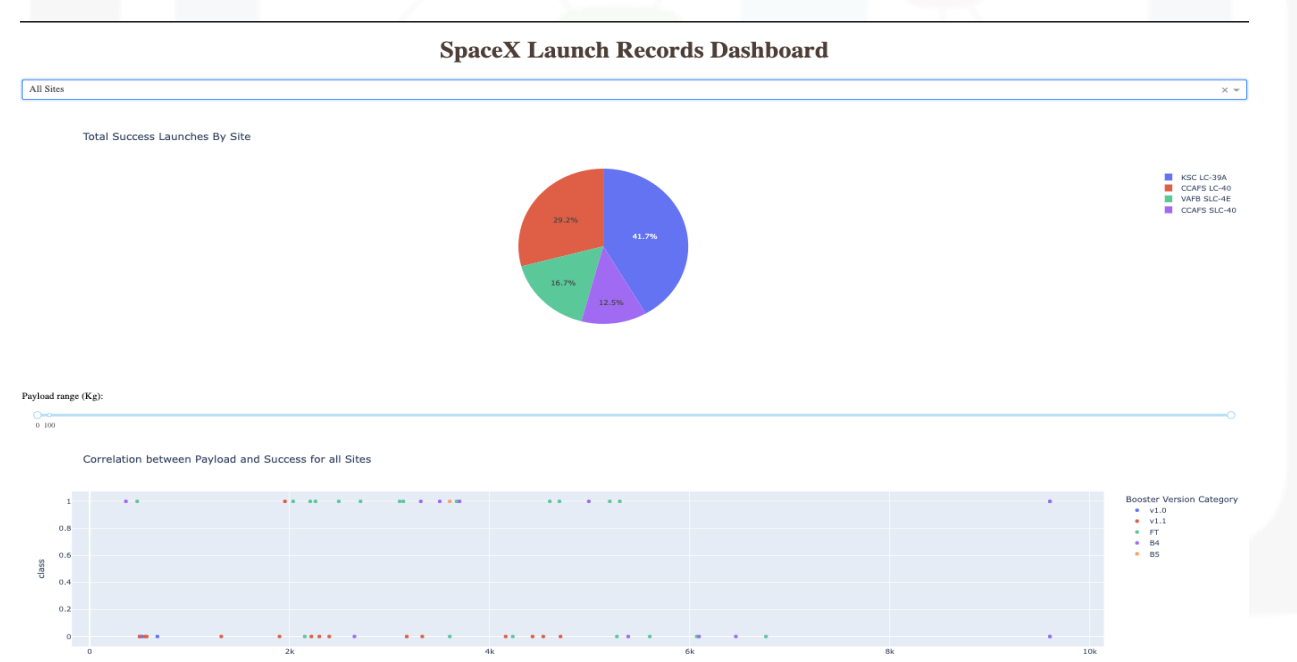 SpaceX Launch Records Dashboard
All Sites
Total Success Launches By Site
KSC LC-39A
CCAFS LC-40
VAFB SLC-4E
CCAFS SLC-40
29.2%
41.7%
16.7%
12.5%
Payload range (Kg):
0 100
Correlation between Payload and Success for all Sites
Booster Version Category
v1.0
v1.1
FT
B4
B5
class
1
0.8
0.6
0.4
0.2
0
0 2k 4k 6k 8k 10k